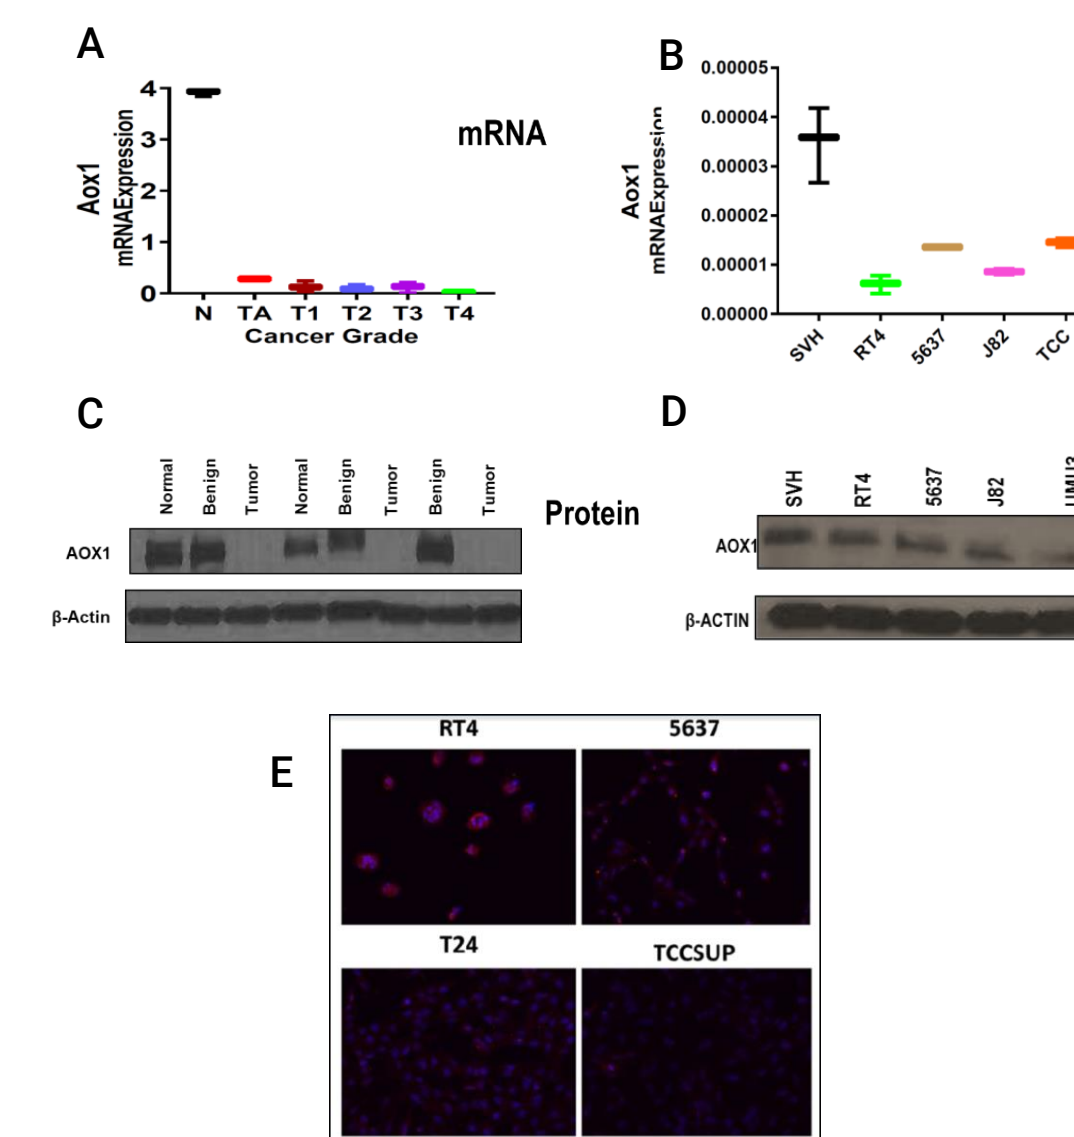 A
4
3
2
1
0
Aox1
mRNAExpression
N TA T1 T2 T3 T4
Cancer Grade
mRNA
B
0.00005
0.00004
0.00003
0.00002
0.00001
0.00000
Aox1
mRNAExpression
SVH RT4 5637 J82 TCC
C
Normal Benign Tumor Normal Benign Tumor Benign Tumor
AOX1
β-Actin
Protein
D
SVH RT4 5637 J82
AOX1
β-ACTIN
E
RT4 5637
T24 TCCSUP